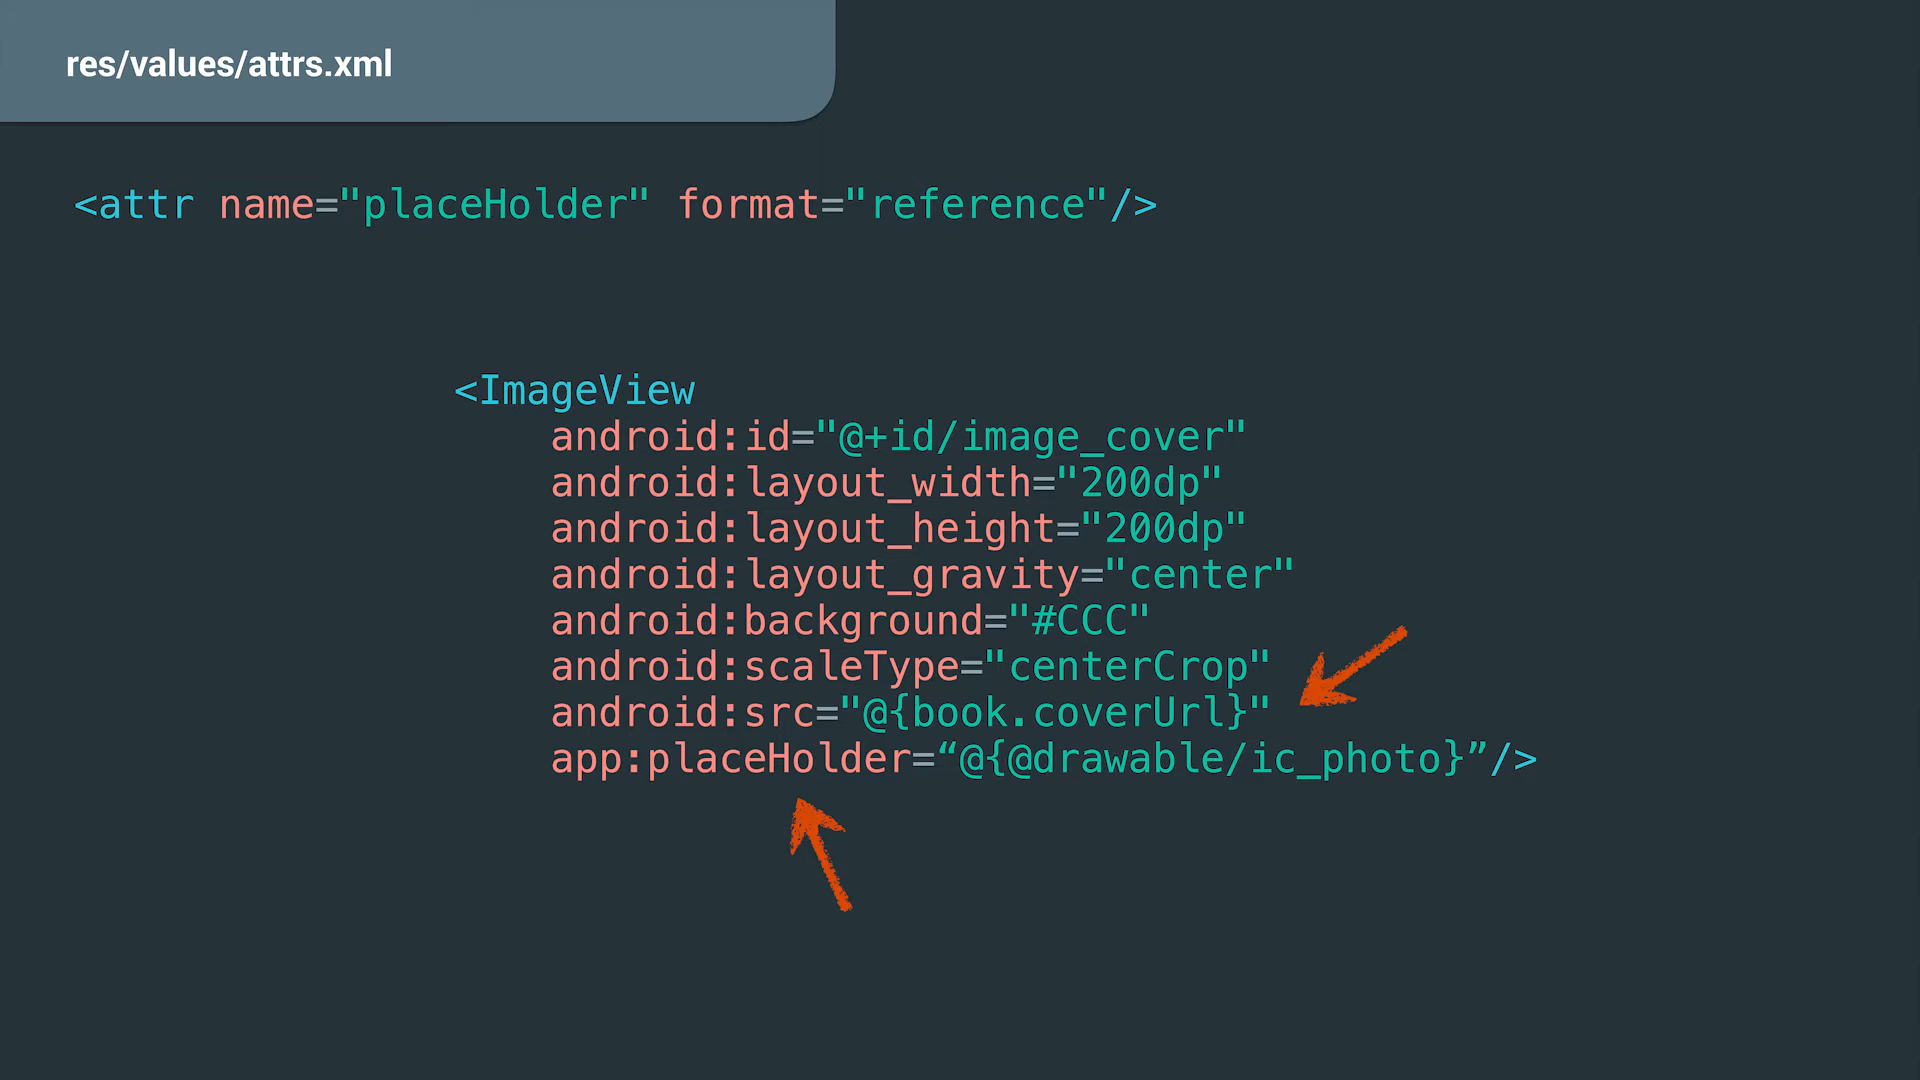 res/values/attrs.xml
<attr name="placeHolder" format="reference"/>
<ImageView
android:id="@+id/image_cover"
android:layout_width="200dp"
android:layout_height="200dp"
android:layout_gravity="center"
android:background="#CCC"
android:scaleType="centerCrop"
android:src="@{book.coverUrl}"
app:placeHolder=“@{@drawable/ic_photo}”/>